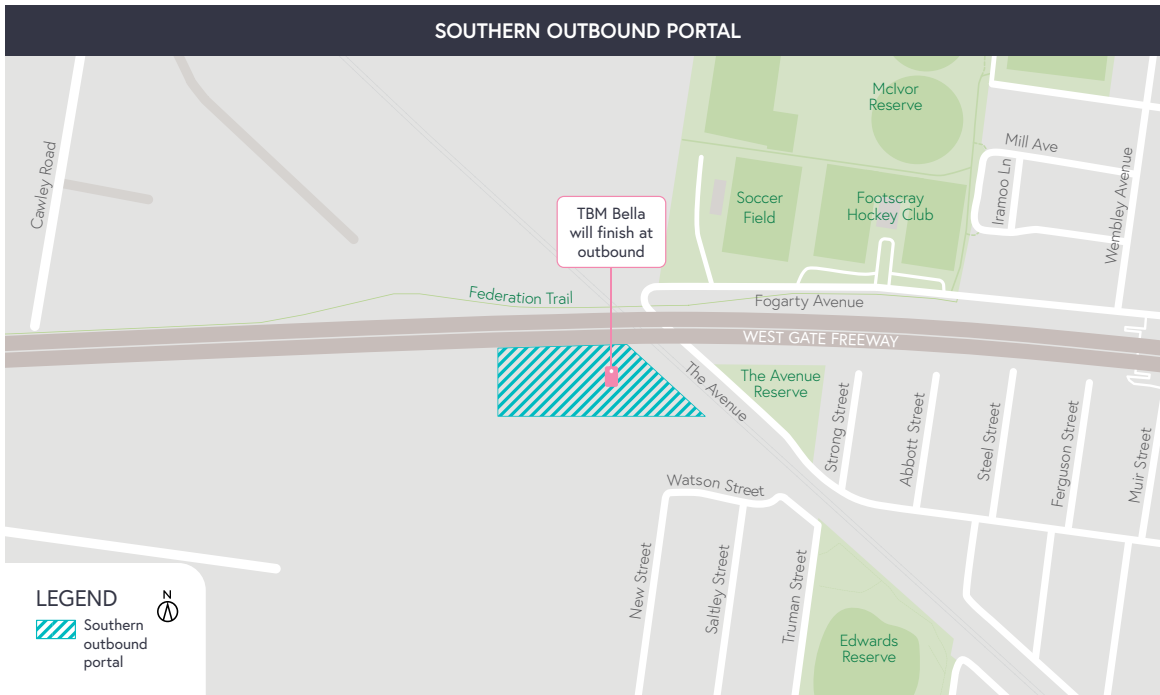 SOUTHERN OUTBOUND PORTAL
McIvor
Reserve
Mill Ave
Cawley Road
Iramoo Ln
Wembley Avenue
Soccer
Field
Footscray
Hockey Club
TBM Bella
will finish at
outbound
Federation Trail
Fogarty Avenue
WEST GATE FREEWAY
The Avenue
The Avenue
Reserve
Strong Street
Abbott Street
Steel Street
Ferguson Street
Muir Street
Watson Street
New Street
Saltley Street
Truman Street
Edwards
Reserve
LEGEND
N
Southern
outbound
portal